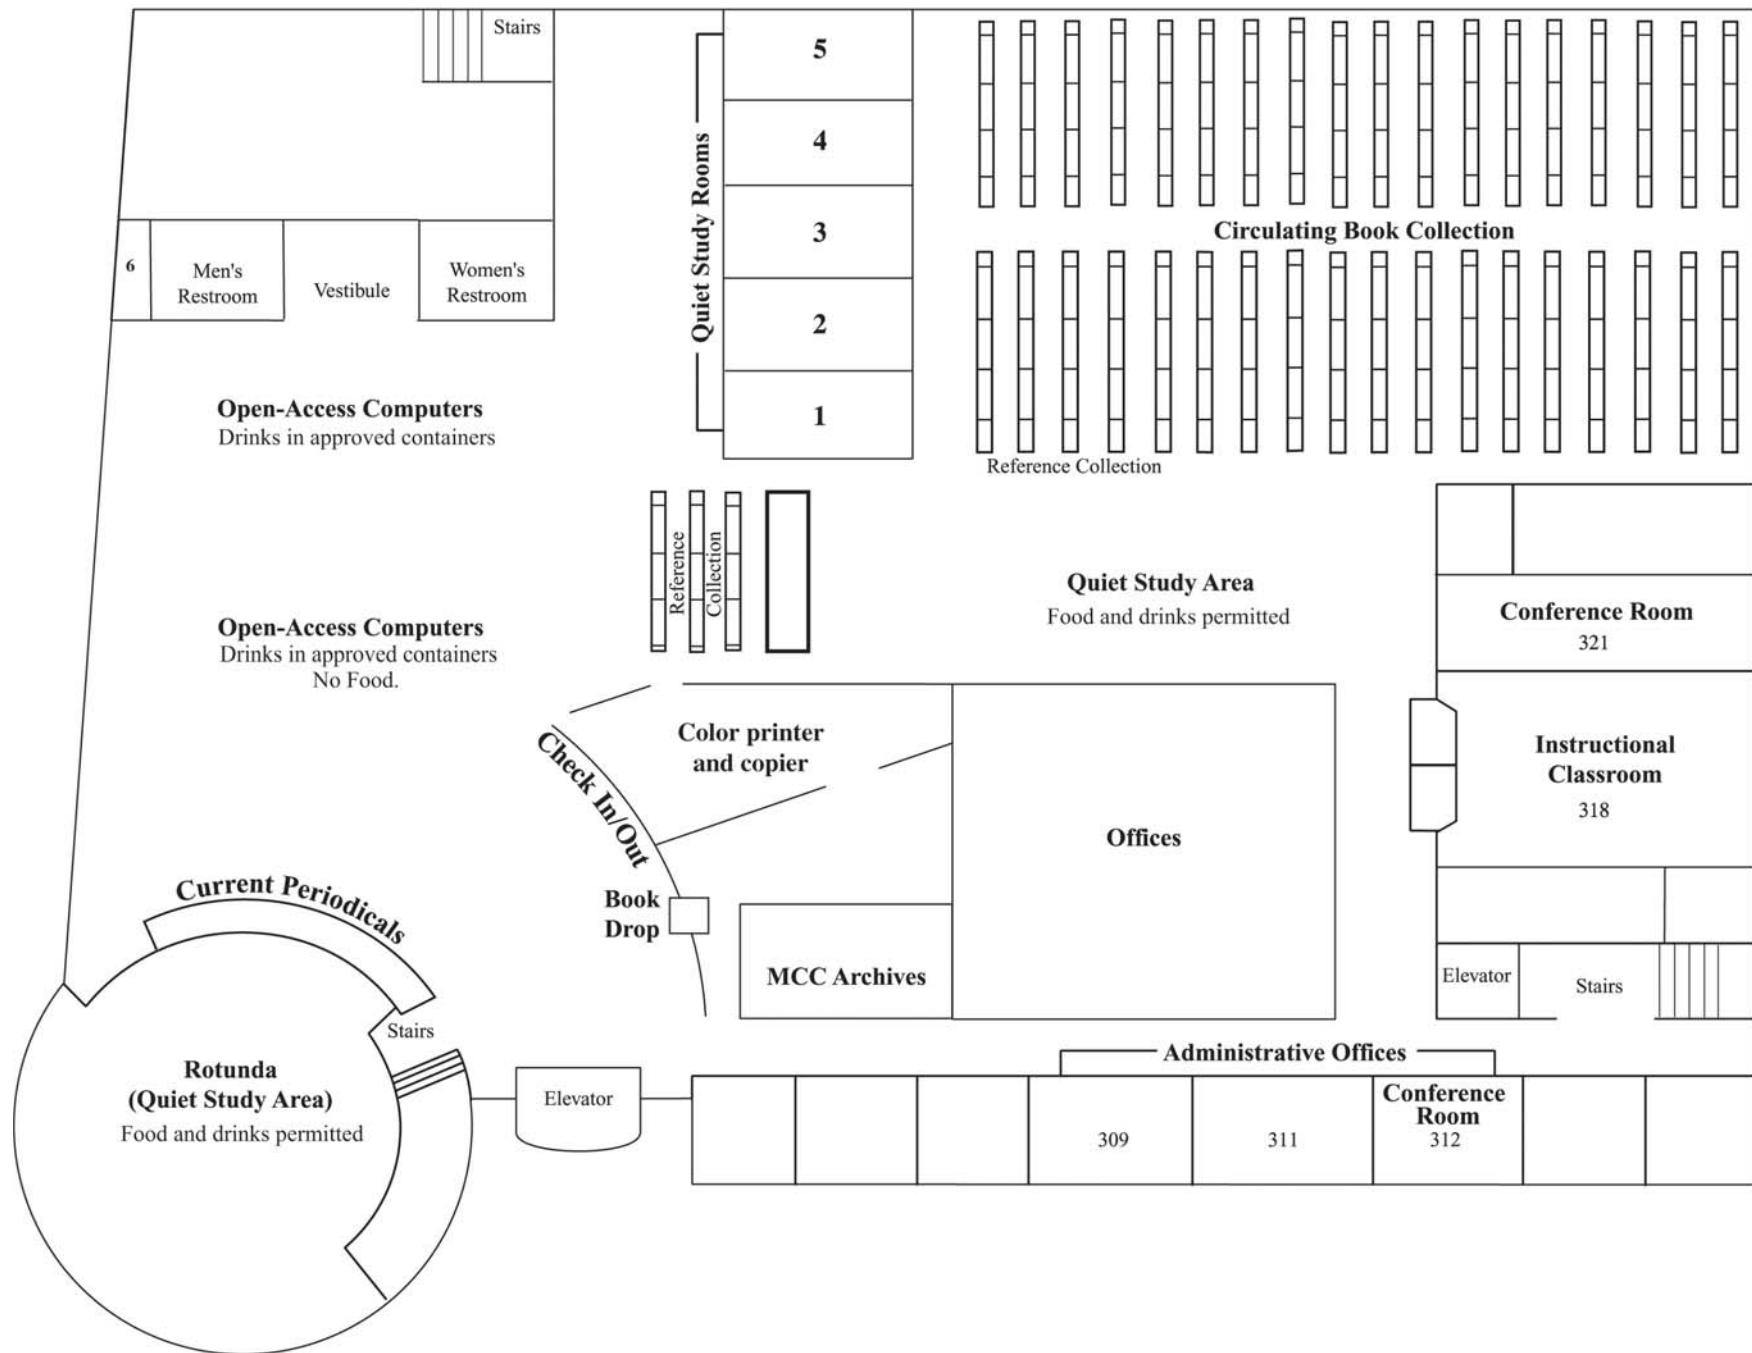 Stairs
5
4
Quiet Study Rooms
3
2
1
Circulating Book Collection
6
Men's
Restroom
Vestibule
Women's
Restroom
Open-Access Computers
Drinks in approved containers
Reference Collection
Reference
Collection
Quiet Study Area
Food and drinks permitted
Conference Room
321
Open-Access Computers
Drinks in approved containers
No Food.
Color printer
and copier
Check In/Out
Instructional
Classroom
318
Offices
Current Periodicals
Book
Drop
MCC Archives
Elevator
Stairs
Stairs
Rotunda
(Quiet Study Area)
Food and drinks permitted
Elevator
Administrative Offices
309
311
Conference
Room
312